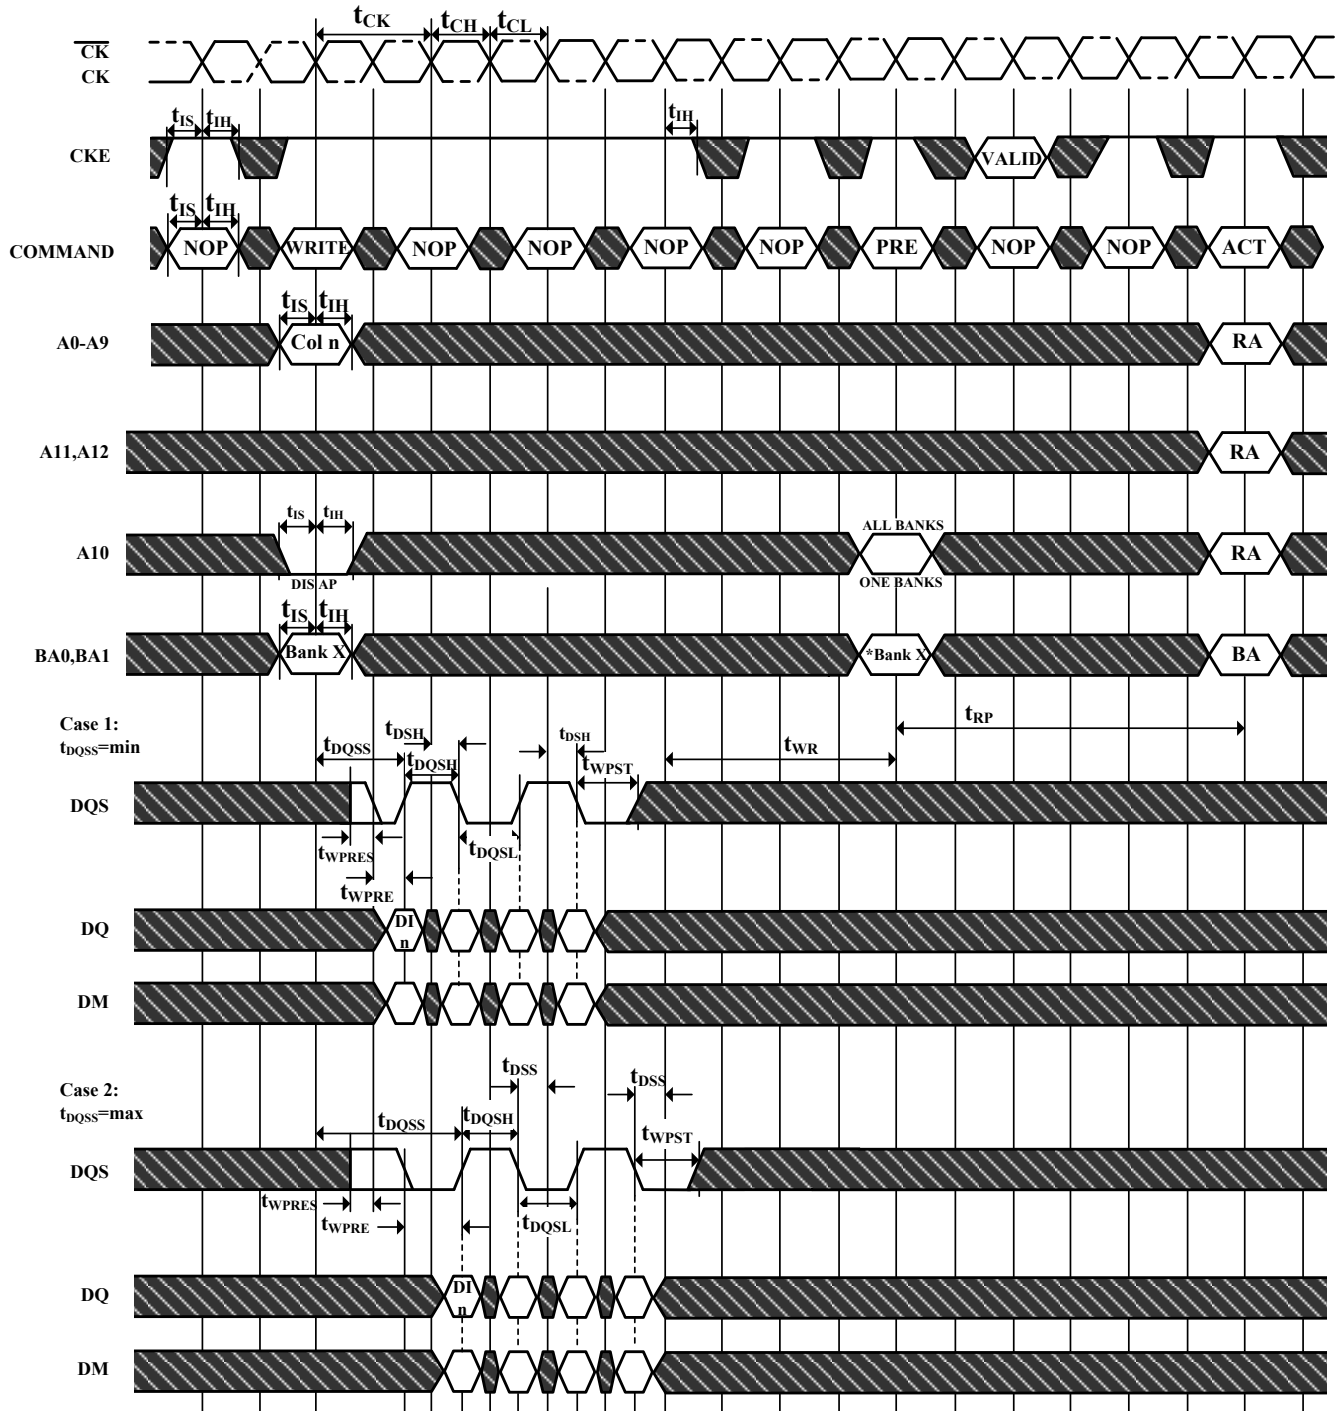 tCK tCH tCL
CK
CK
tIS tIH tIH
CKE VALID
tIS tIH
COMMAND NOP WRITE NOP NOP NOP NOP PRE NOP NOP ACT
tIS tIH
A0-A9 Col n RA
A11,A12 RA
tIS tIH ALL BANKS
A10 RA
DIS AP ONE BANKS
tIS tIH
BA0,BA1 Bank X *Bank X BA
Case 1:
tDQSS=min
tDSH tDSH tRP
tDQSS tDQSH tWPST tWR
DQS
tWPRES tDQSL
tWPRE
DQ DI n
DM
Case 2:
tDQSS=max
tDSS tDSS
tDQSS tDQSH tWPST
DQS
tWPRES tWPRE tDQSL
DQ DI n
DM